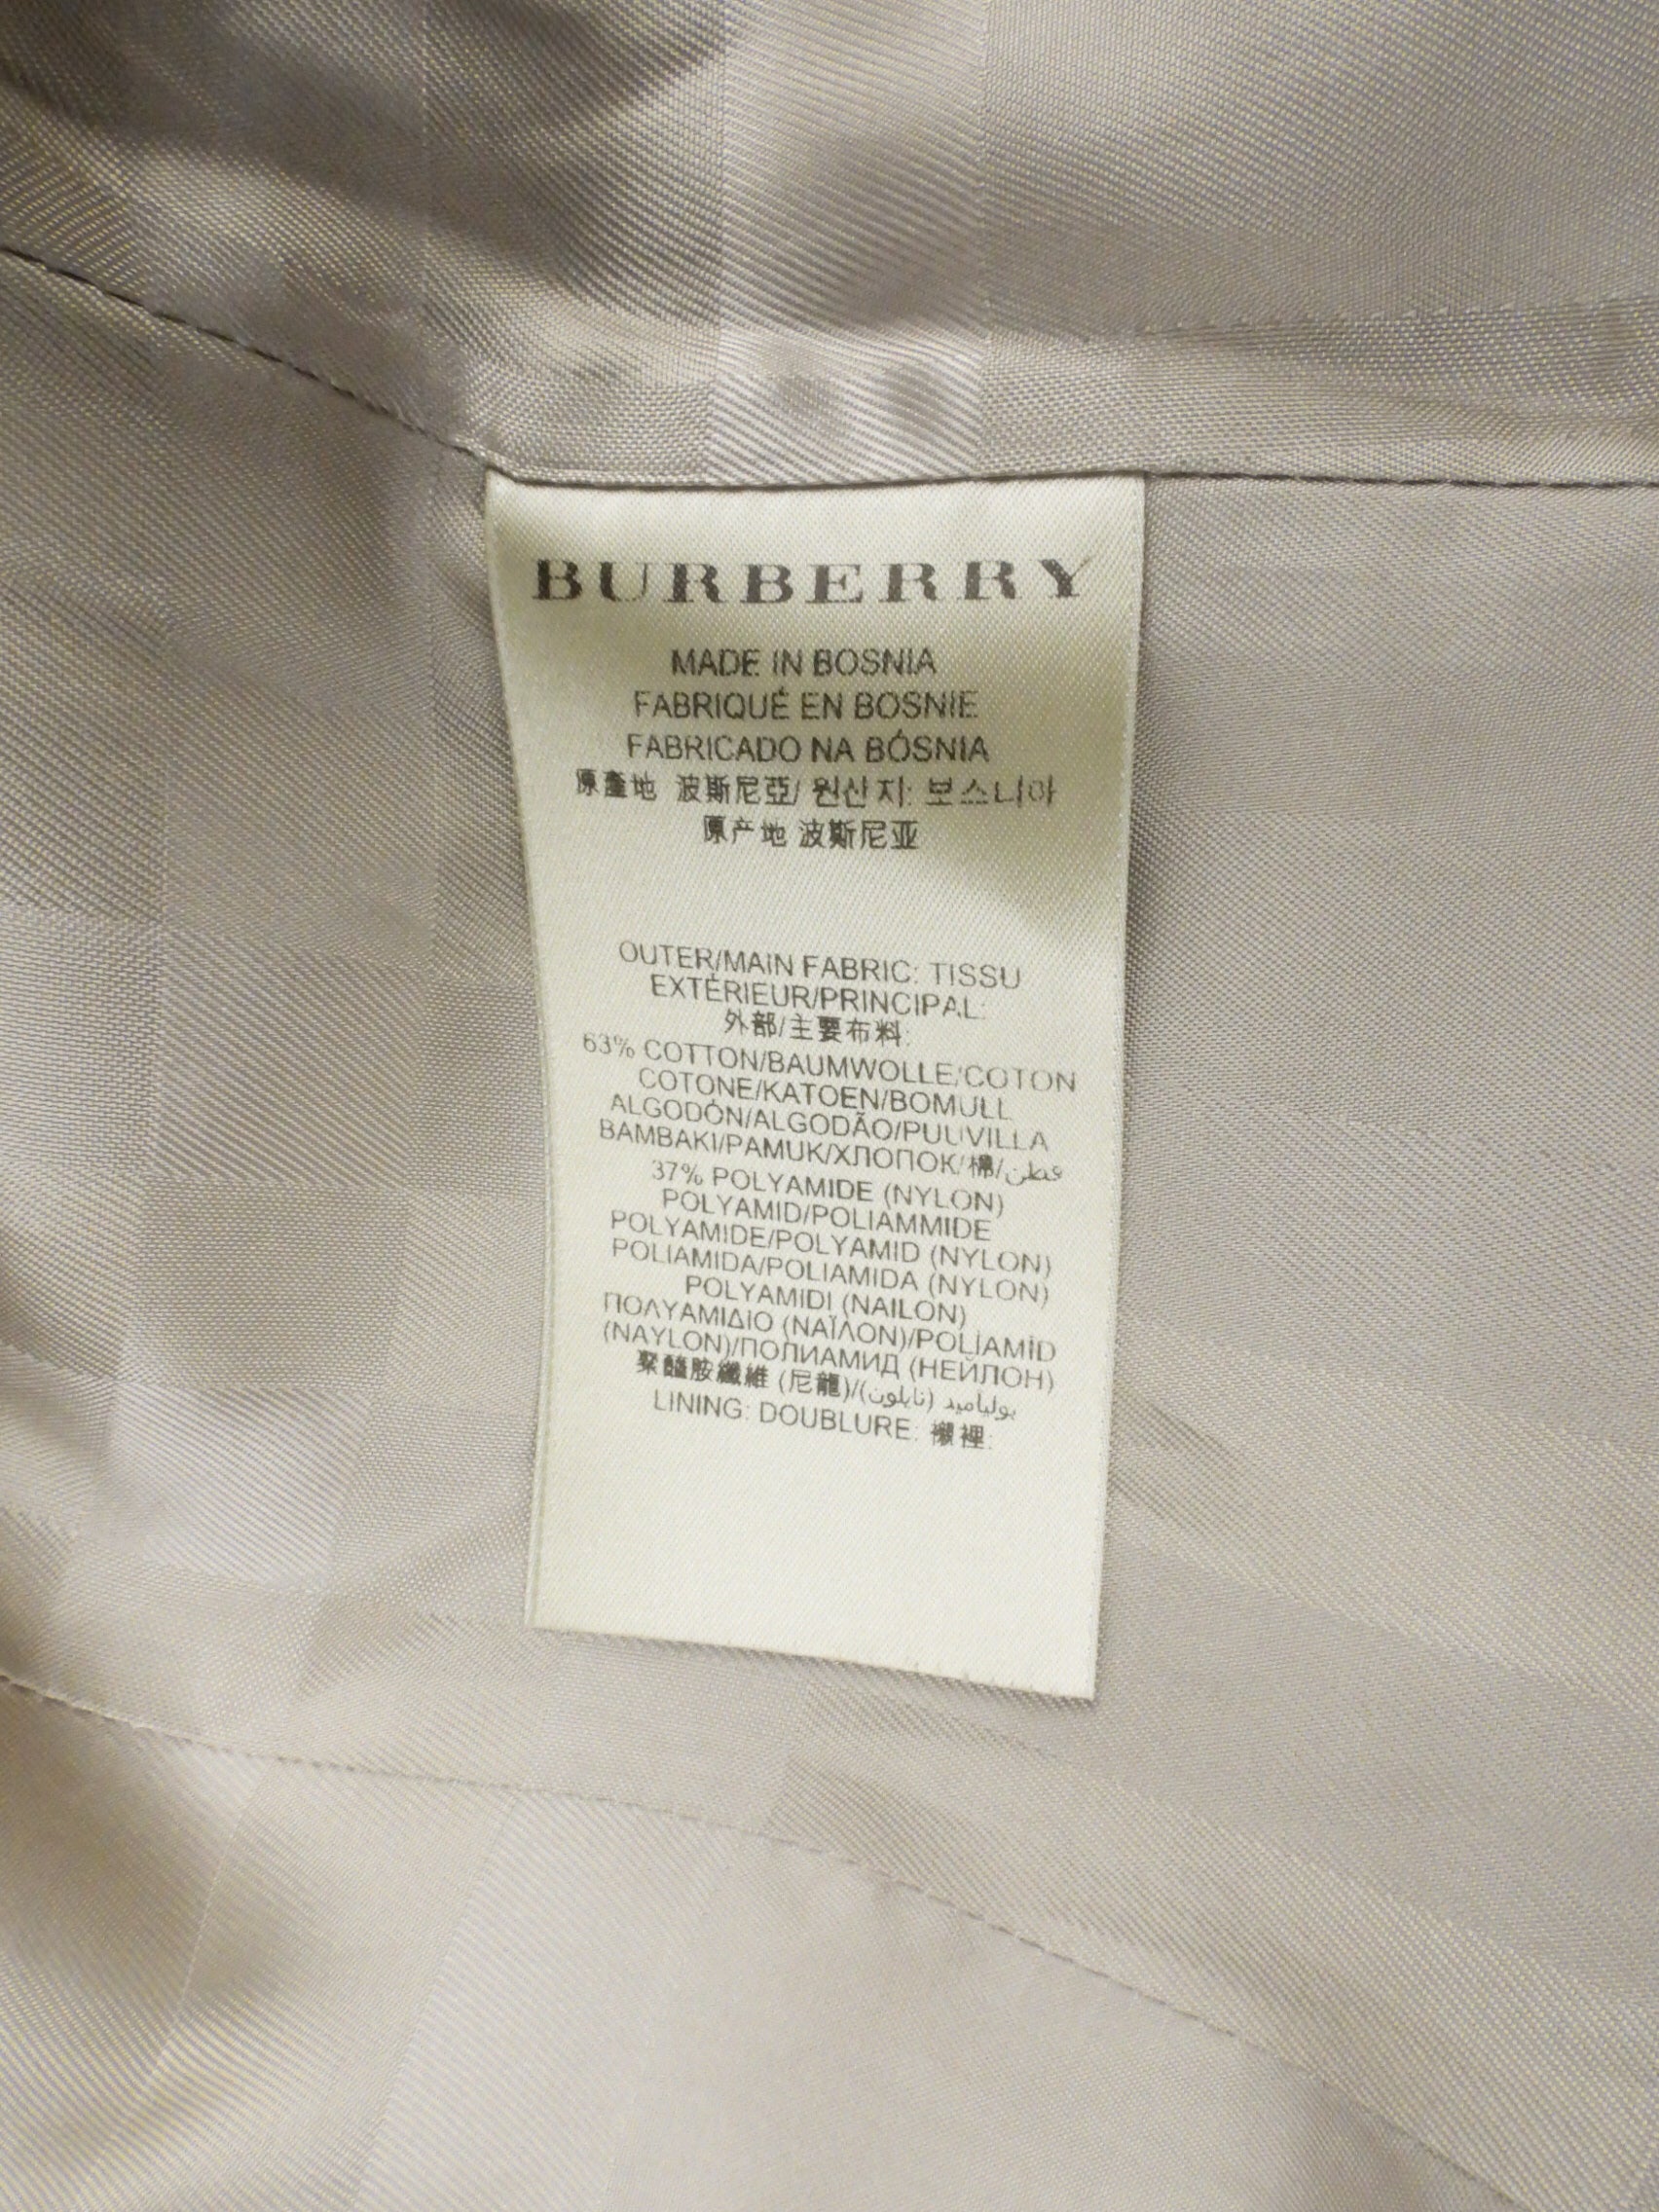 BURBERRY
MADE IN BOSNIA
FABRIQUÉ EN BOSNIE
FABRICADO NA BÓSNIA
原產地 波斯尼亞/ 원산지: 보스니아
原产地 波斯尼亚
OUTER/MAIN FABRIC: TISSU
EXTÉRIEUR/PRINCIPAL:
外部/主要布料:
63% COTTON/BAUMWOLLE/COTON
COTONE/KATOEN/BOMULL
ALGODÓN/ALGODÃO/PUUVILLA
BAMBAKI/PAMUK/ХЛОПОК/棉/قطن
37% POLYAMIDE (NYLON)
POLYAMID/POLIAMMIDE
POLYAMIDE/POLYAMID (NYLON)
POLIAMIDA/POLIAMIDA (NYLON)
POLYAMIDI (NAILON)
ΠΟΛΥΑΜΙΔΙΟ (ΝΑΪΛΟΝ)/POLİAMİD
(NAYLON)/ПОЛИАМИД (НЕЙЛОН)
聚醯胺纖維 (尼龍)/بولياميد (نايلون)
LINING: DOUBLURE: 襯裡: